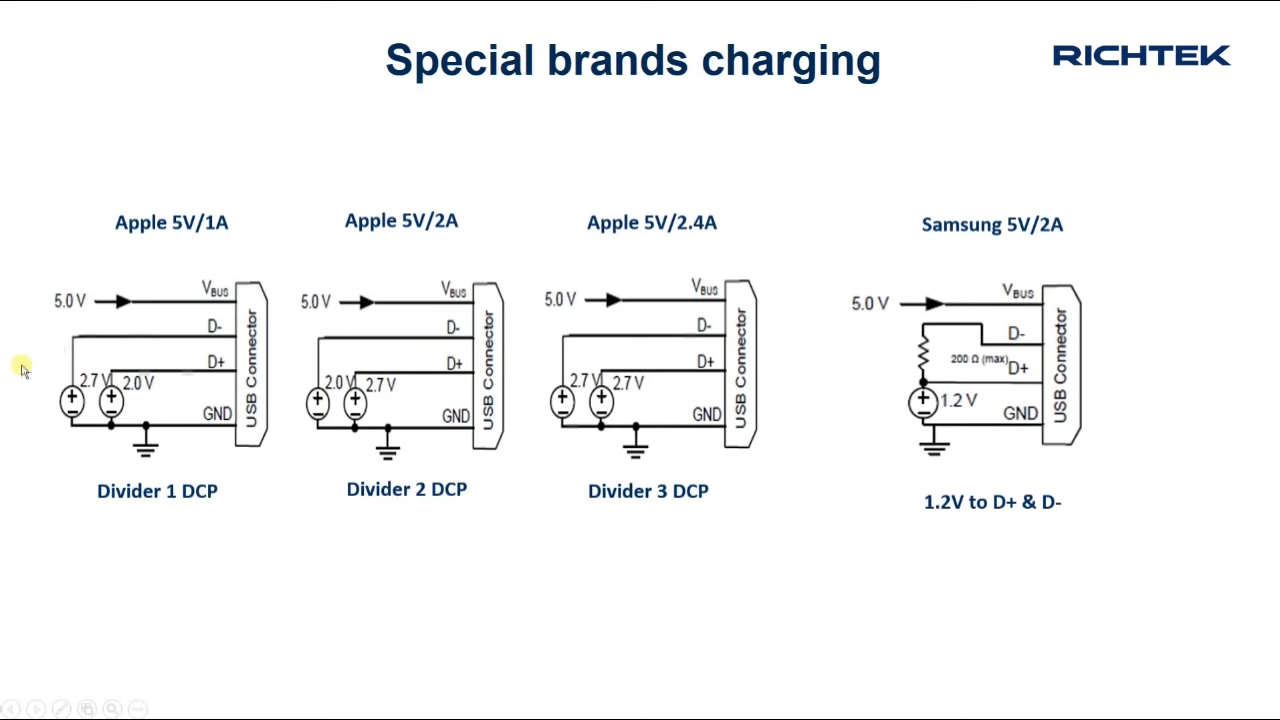 Special brands charging
RICHTEK
Apple 5V/1A
5.0 V
VBUS
D-
D+
2.7 V
2.0 V
GND
USB Connector
Divider 1 DCP
Apple 5V/2A
5.0 V
VBUS
D-
D+
2.0 V
2.7 V
GND
USB Connector
Divider 2 DCP
Apple 5V/2.4A
5.0 V
VBUS
D-
D+
2.7 V
2.7 V
GND
USB Connector
Divider 3 DCP
Samsung 5V/2A
5.0 V
VBUS
D-
200 Ω (max)
D+
1.2 V
GND
USB Connector
1.2V to D+ & D-